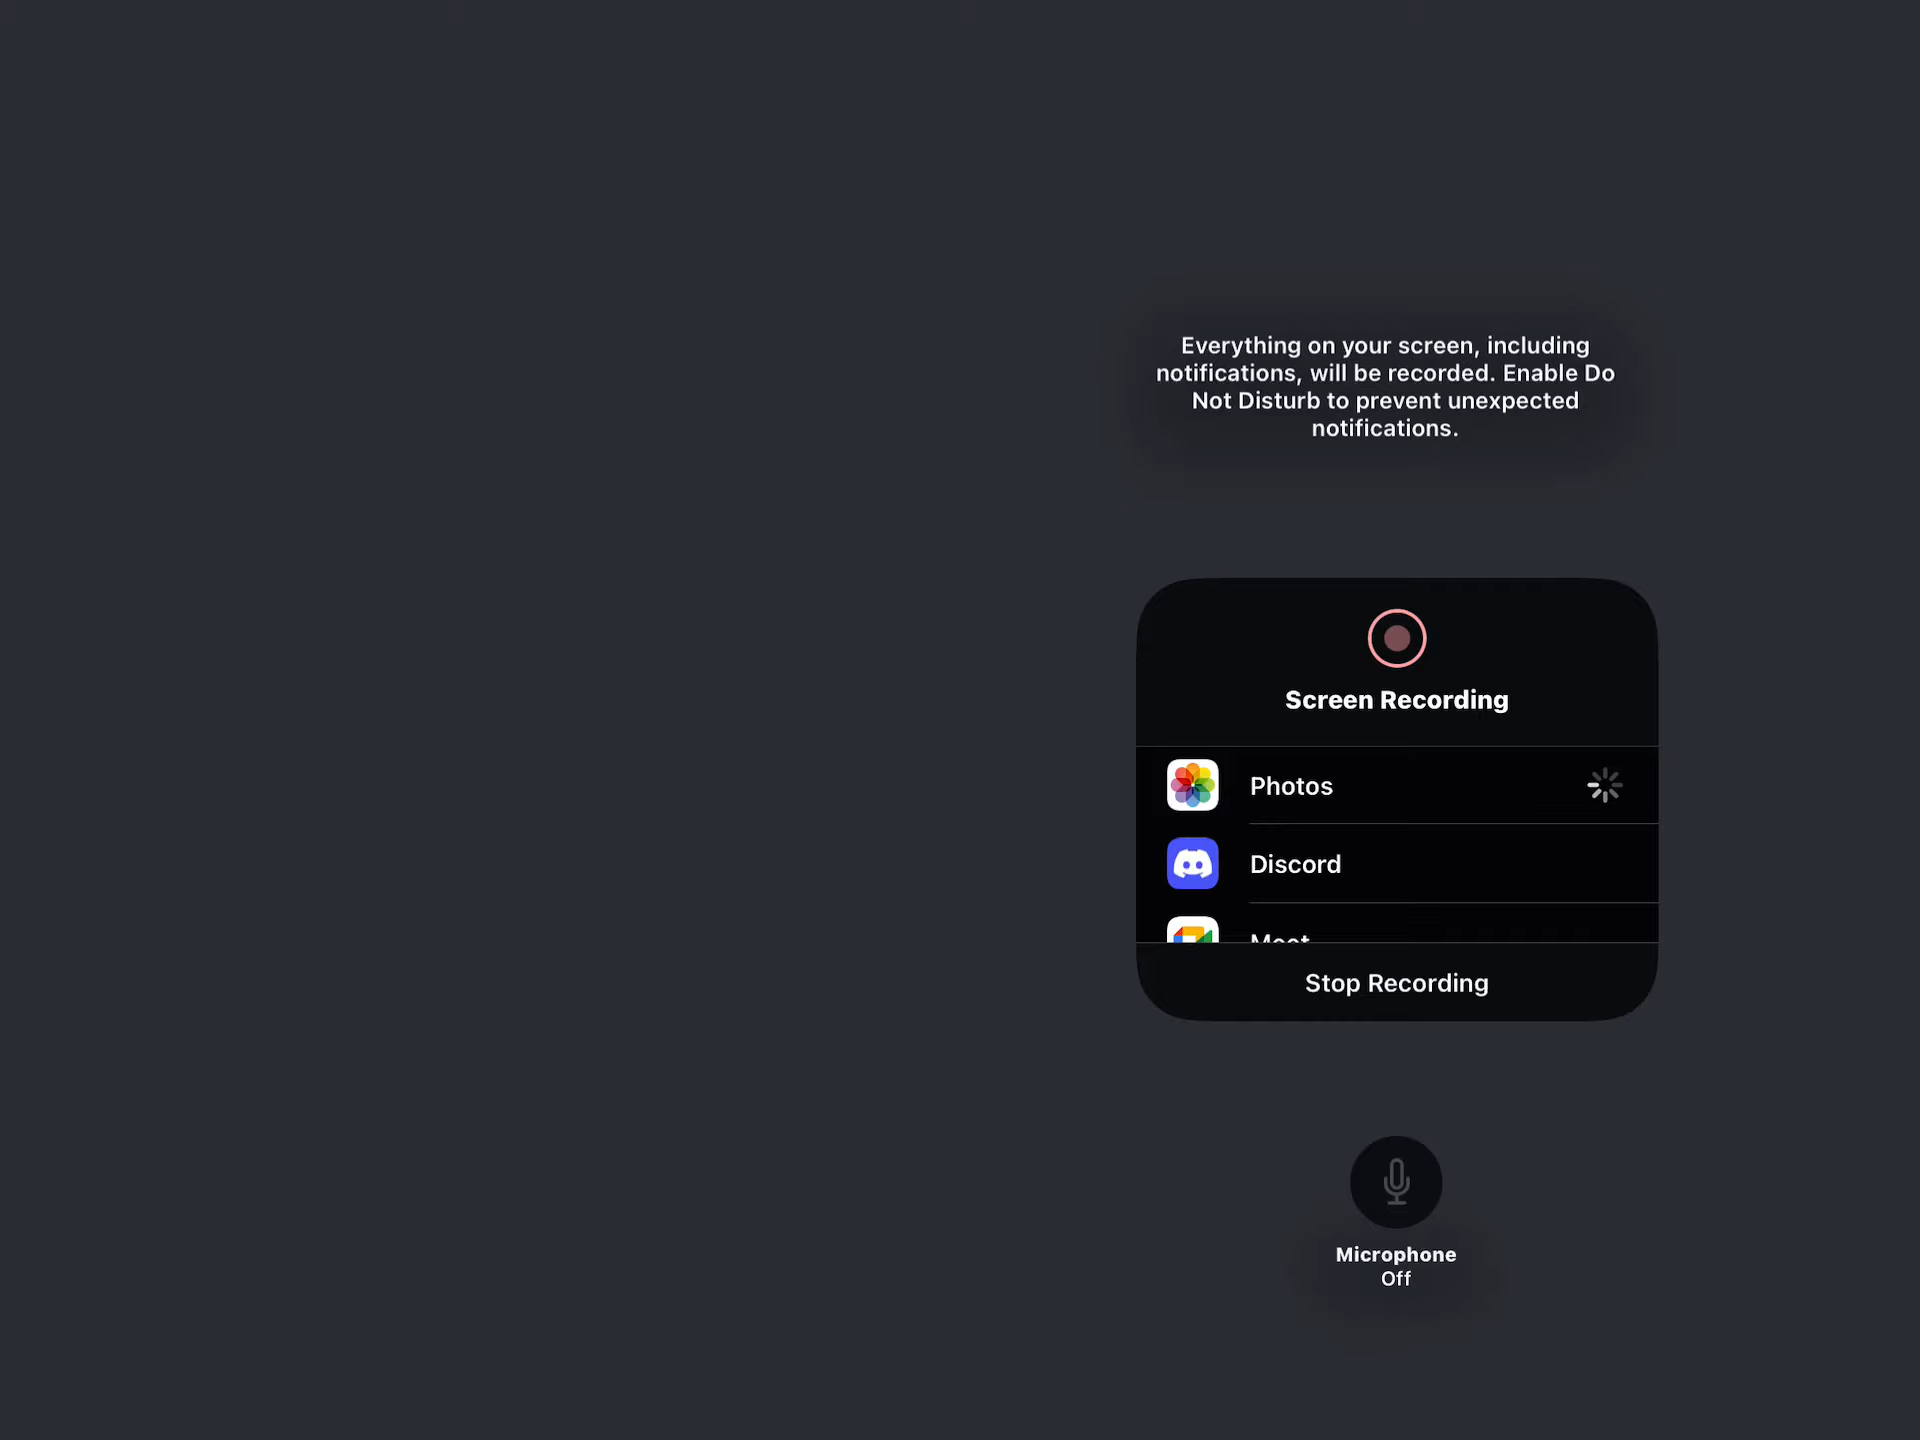 Everything on your screen, including
notifications, will be recorded. Enable Do
Not Disturb to prevent unexpected
notifications.
Screen Recording
Photos
Discord
Meet
Stop Recording
Microphone
Off